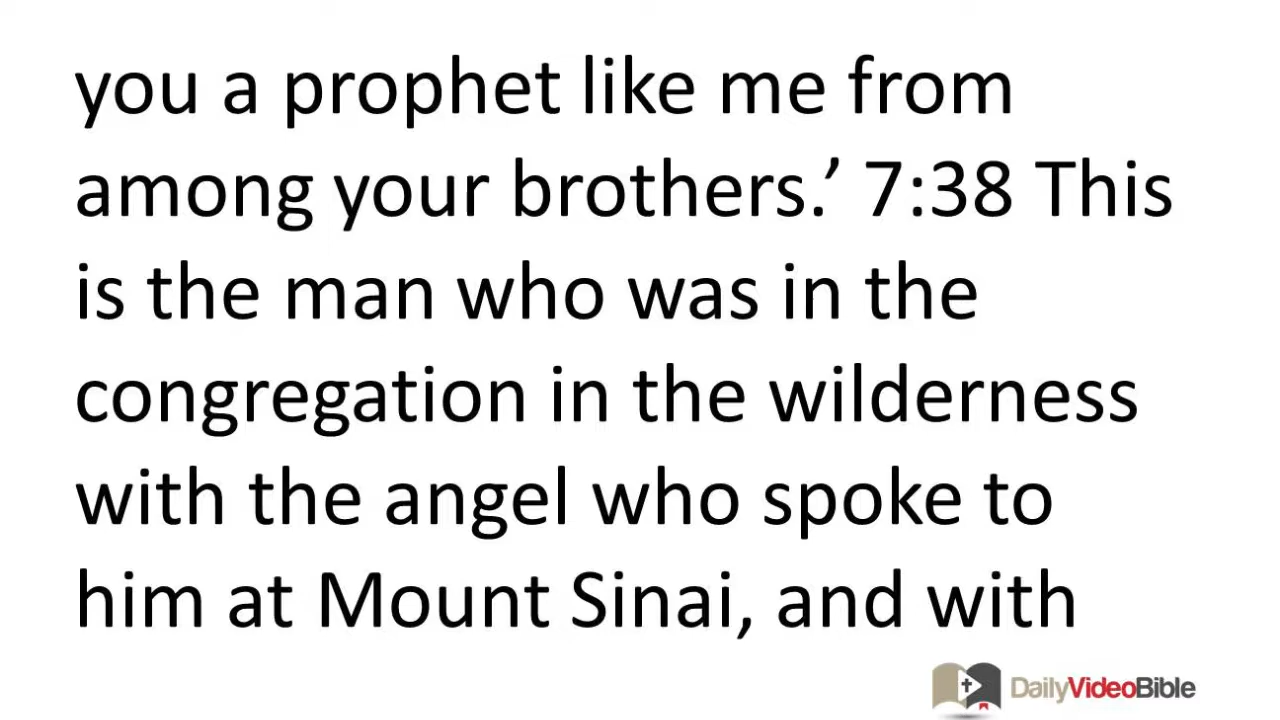 you a prophet like me from
among your brothers.’ 7:38 This
is the man who was in the
congregation in the wilderness
with the angel who spoke to
him at Mount Sinai, and with
DailyVideoBible